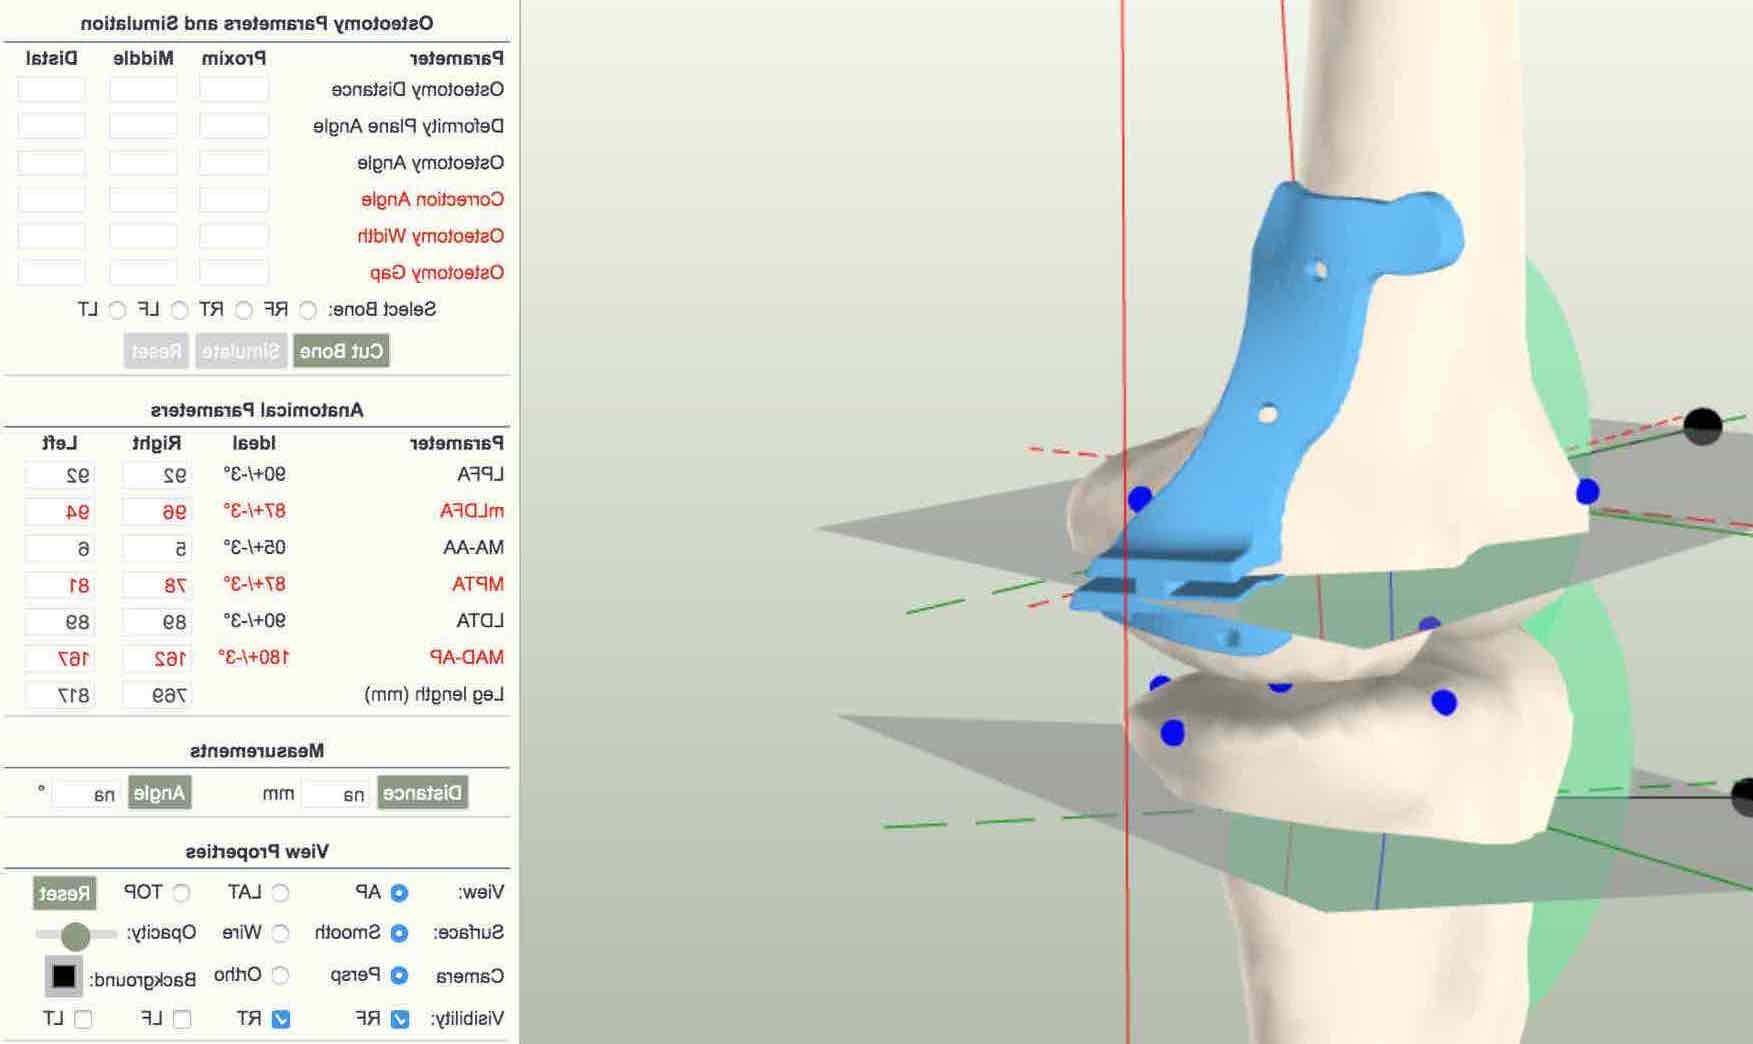 Osteotomy Parameters and Simulation
Parameter Proxim Middle Distal
Osteotomy Distance
Deformity Plane Angle
Osteotomy Angle
Correction Angle
Osteotomy Width
Osteotomy Gap
Select Bone: RF RT LF LT
Cut Bone Simulate Reset
Anatomical Parameters
Parameter Ideal Right Left
LPFA 90+/-3° 92 92
mLDFA 87+/-3° 96 94
MA-AA 05+/-3° 5 6
MPTA 87+/-3° 78 81
LDTA 90+/-3° 89 89
MAD-AP 180+/-3° 162 167
Leg length (mm) 769 817
Measurements
Distance na mm Angle na °
View Properties
View: AP LAT TOP Reset
Surface: Smooth Wire Opacity:
Camera Persp Ortho Background:
Visibility: RF RT LF LT